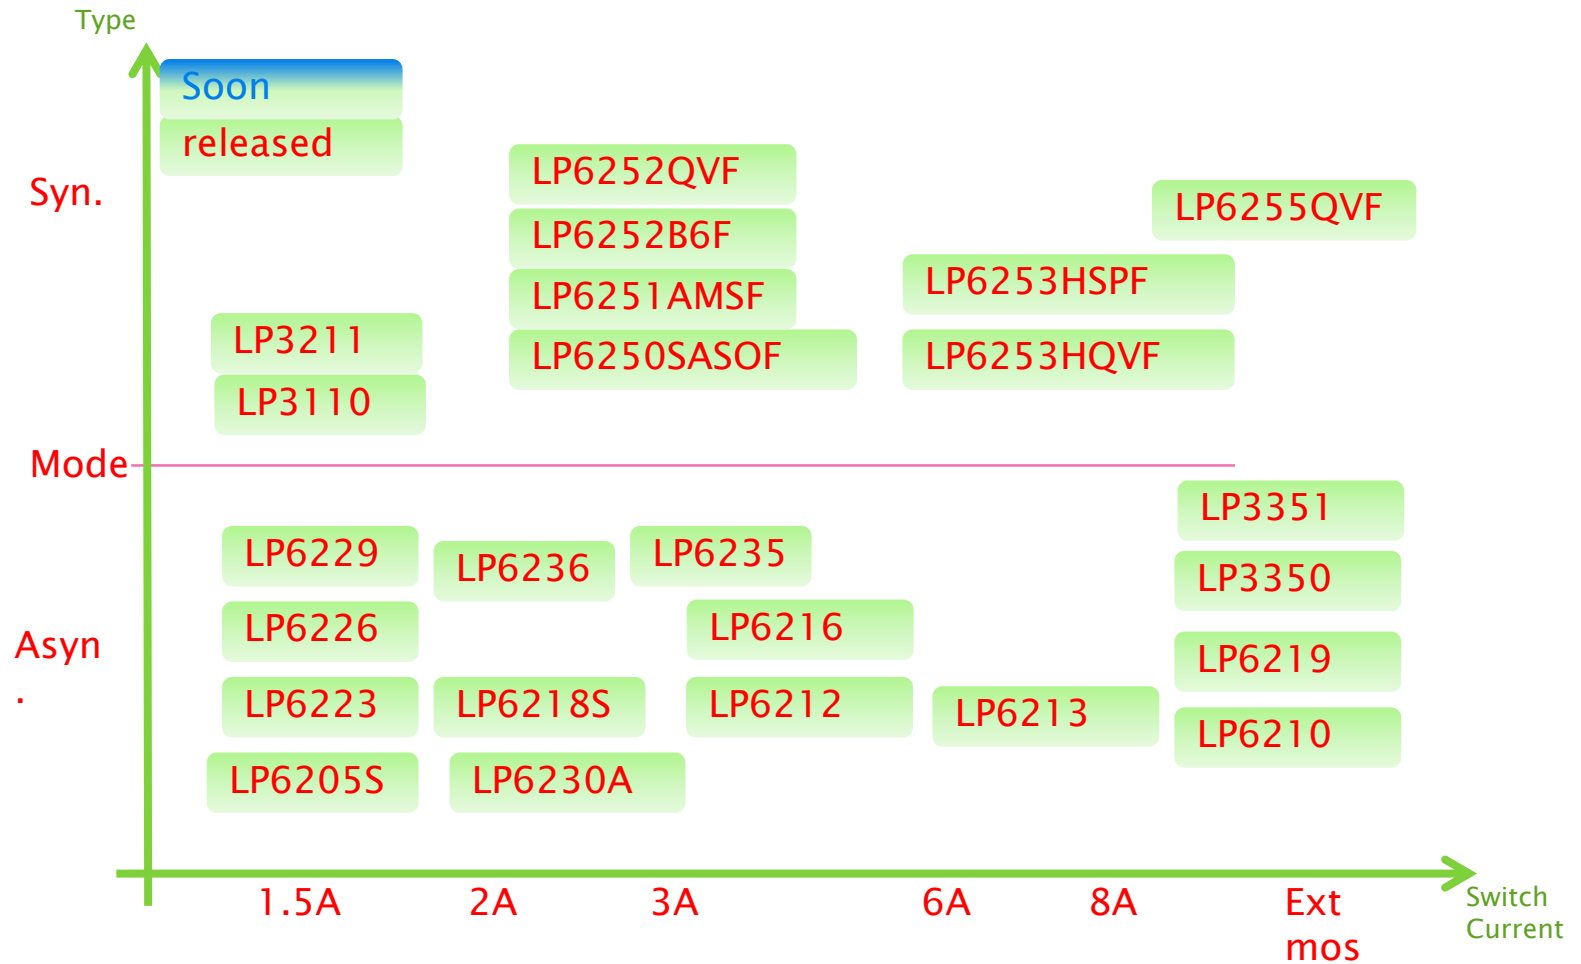 Type
Soon
released
Syn.
LP6252QVF
LP6252B6F
LP6251AMSF
LP6250SASOF
LP6255QVF
LP6253HSPF
LP6253HQVF
LP3211
LP3110
Mode
LP3351
LP3350
LP6219
LP6210
LP6229
LP6236
LP6235
LP6226
LP6216
Asyn
.
LP6223
LP6218S
LP6212
LP6213
LP6205S
LP6230A
1.5A
2A
3A
6A
8A
Ext
mos
Switch
Current